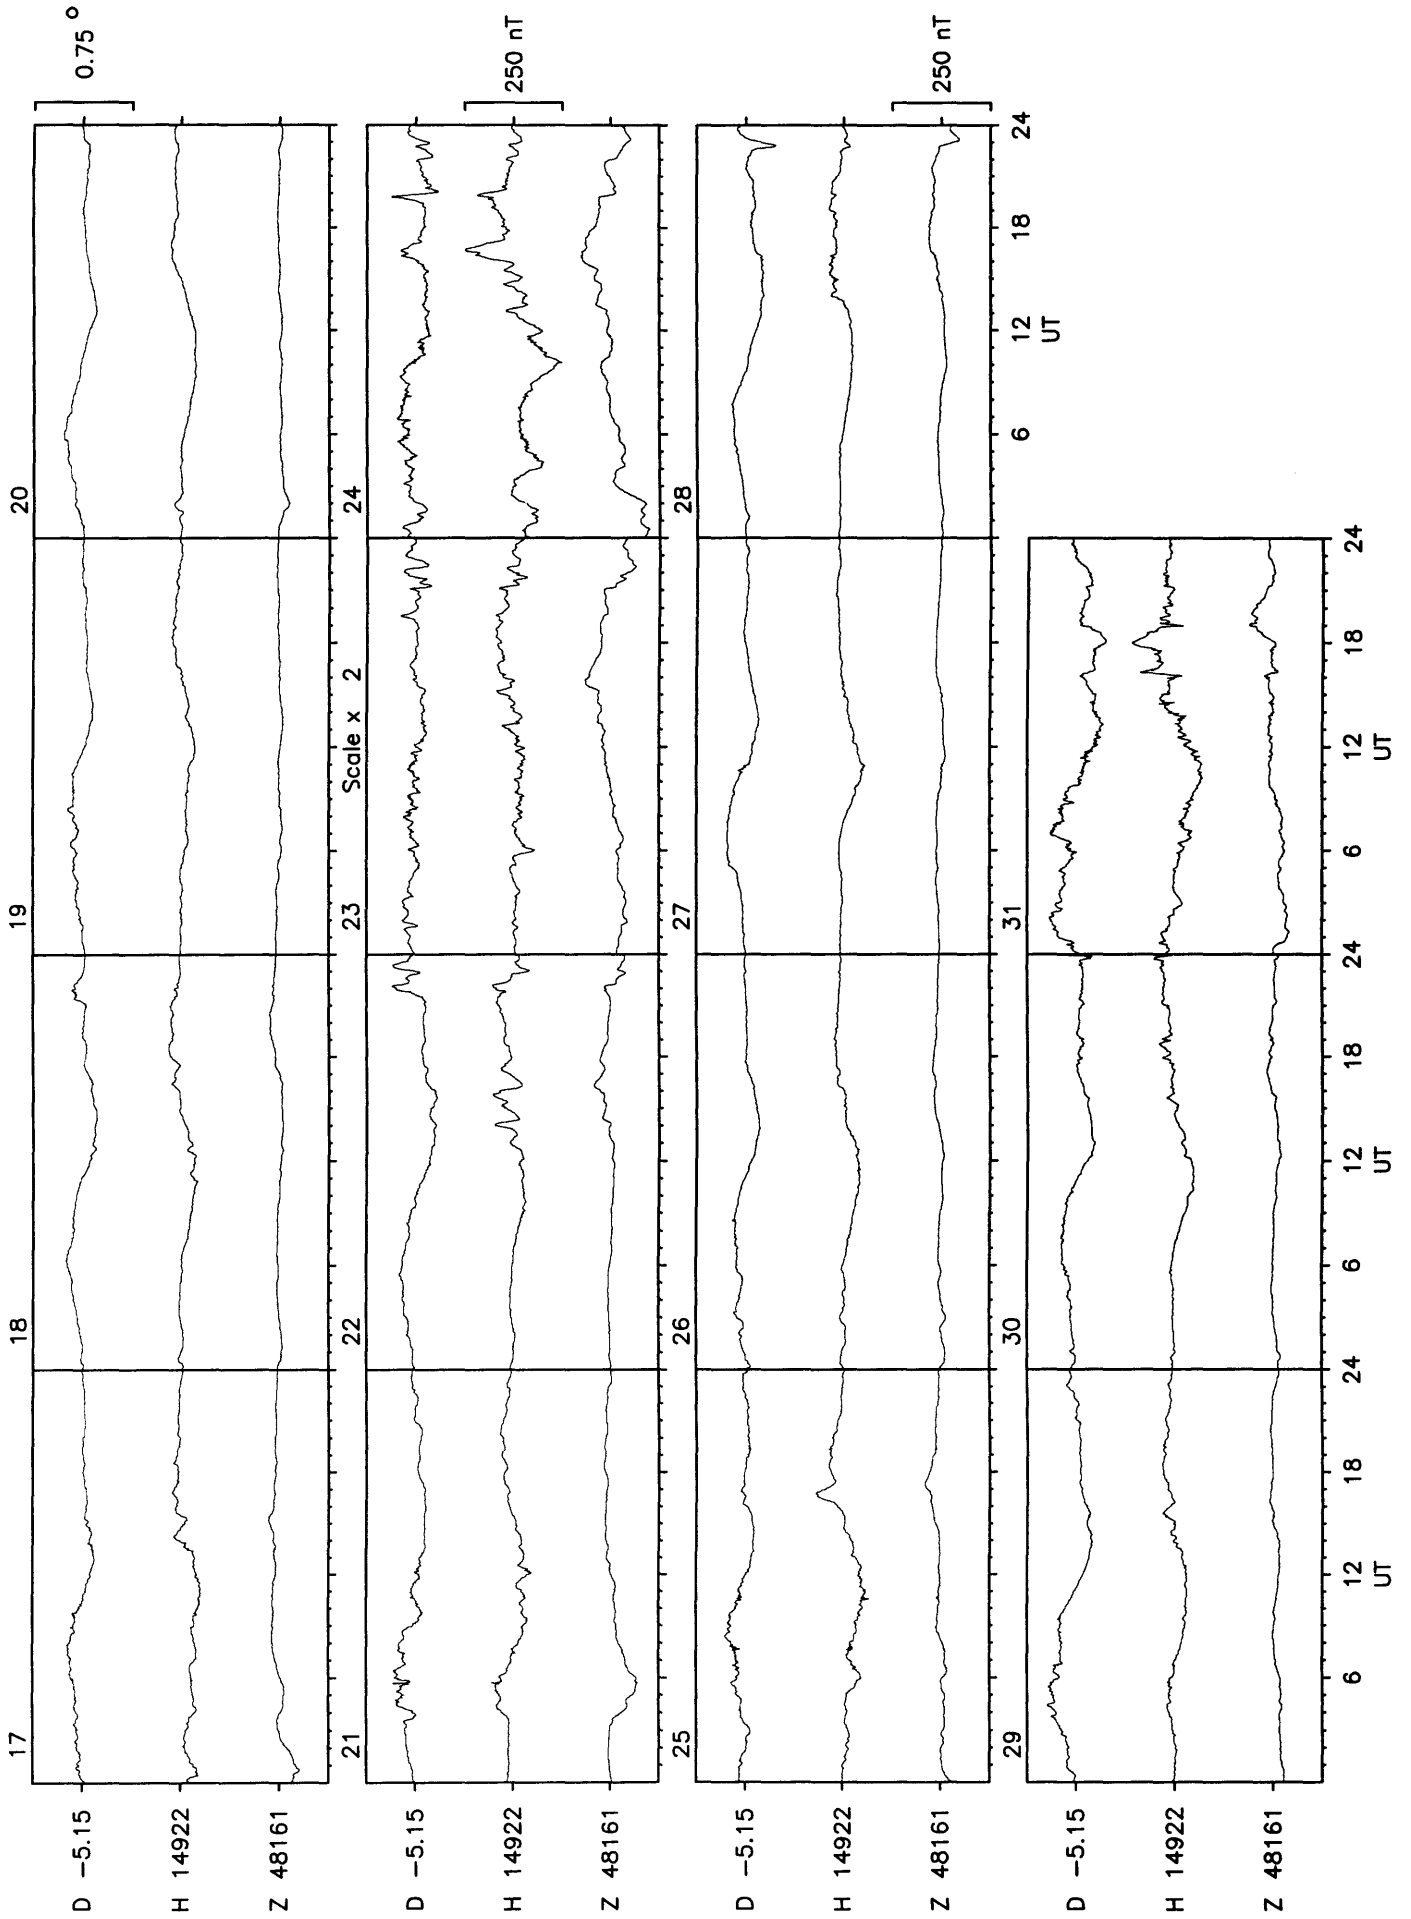 17 18 19 20
D -5.15
H 14922
Z 48161
0.75 °
21 22 23 Scale x 2 24
D -5.15
H 14922
Z 48161
250 nT
25 26 27 28
D -5.15
H 14922
Z 48161
250 nT
6 12 18 24
UT
29 30 31
D -5.15
H 14922
Z 48161
6 12 18 24 6 12 18 24 6 12 18 24
UT UT UT